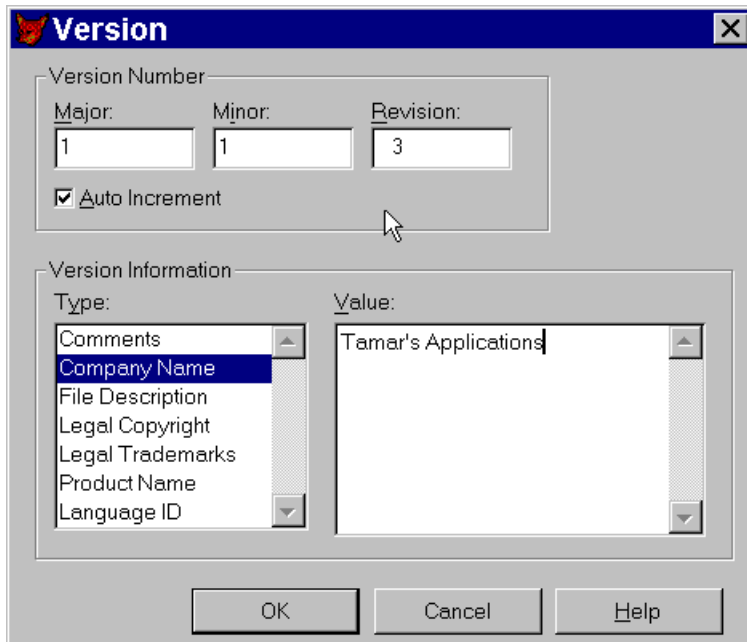 Version
Version Number
Major: Minor: Revision:
1 1 3
Auto Increment
Version Information
Type: Value:
Comments Tamar's Applications
Company Name
File Description
Legal Copyright
Legal Trademarks
Product Name
Language ID
OK Cancel Help